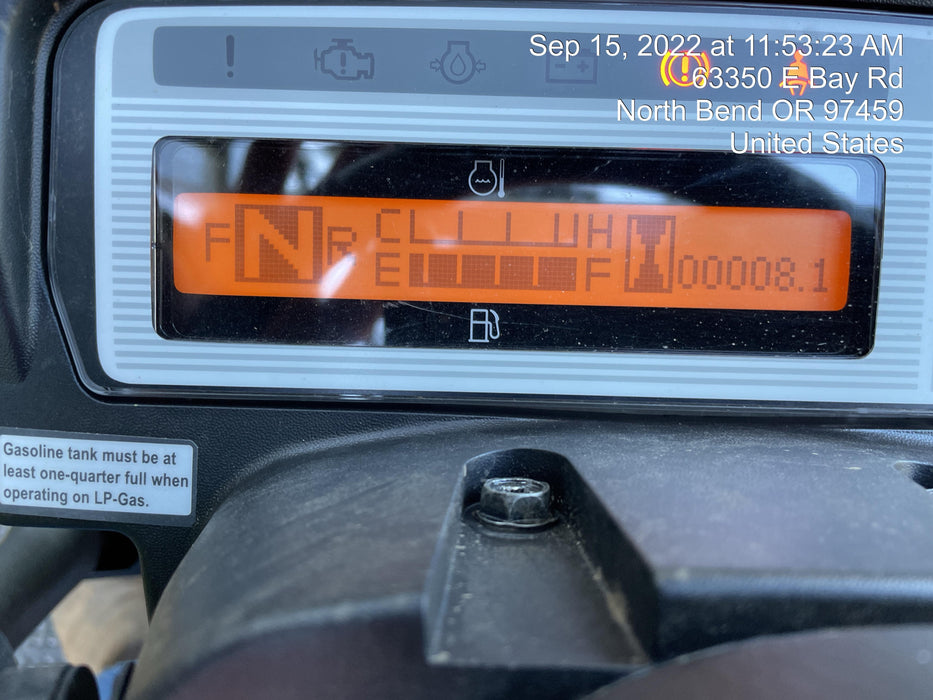 Sep 15, 2022 at 11:53:23 AM
63350 E Bay Rd
North Bend OR 97459
United States
F N R C H
E F 00008.1
Gasoline tank must be at
least one-quarter full when
operating on LP-Gas.